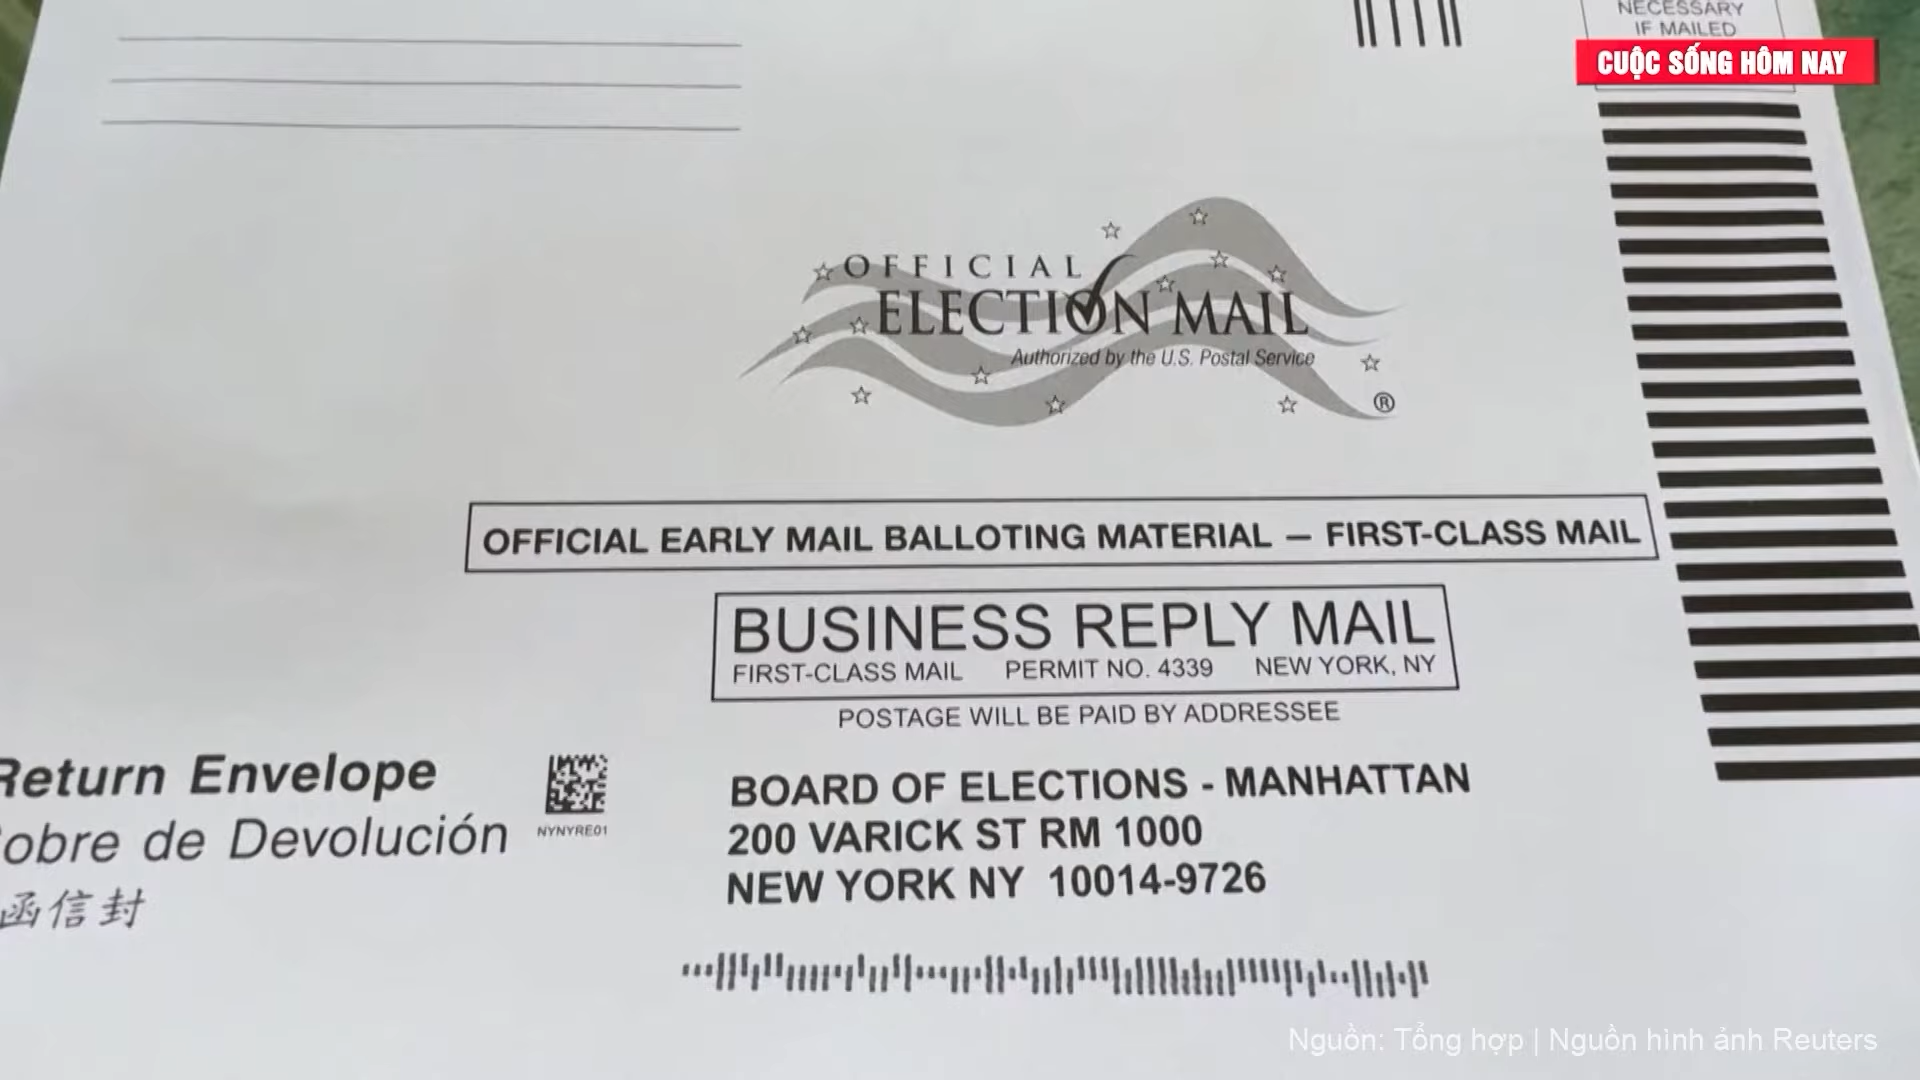 NECESSARY
IF MAILED
CUỘC SỐNG HÔM NAY
OFFICIAL
ELECTION MAIL
Authorized by the U.S. Postal Service
®
OFFICIAL EARLY MAIL BALLOTING MATERIAL — FIRST-CLASS MAIL
BUSINESS REPLY MAIL
FIRST-CLASS MAIL PERMIT NO. 4339 NEW YORK, NY
POSTAGE WILL BE PAID BY ADDRESSEE
Return Envelope
obre de Devolución
函信封
NYNYRE01
BOARD OF ELECTIONS - MANHATTAN
200 VARICK ST RM 1000
NEW YORK NY 10014-9726
Nguồn: Tổng hợp | Nguồn hình ảnh Reuters